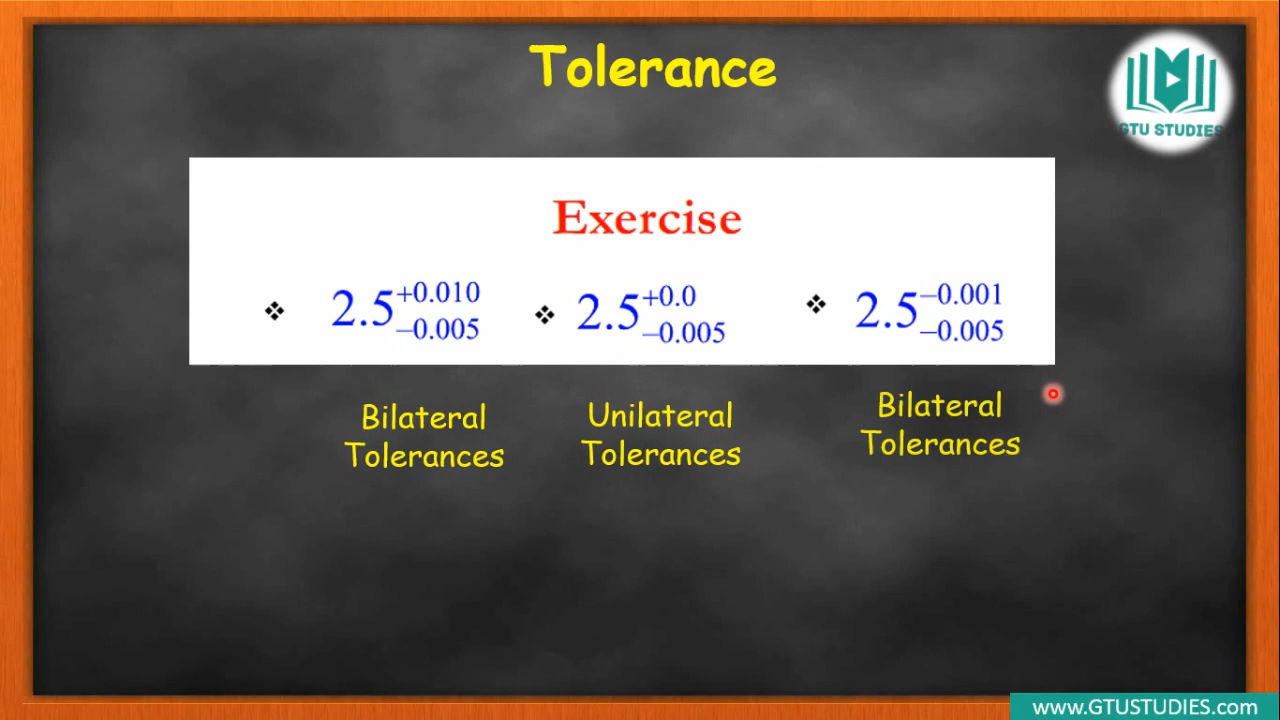 Tolerance
GTU STUDIES
Exercise
❖ 2.5 +0.010 −0.005 ❖ 2.5 +0.0 −0.005 ❖ 2.5 −0.001 −0.005
Bilateral
Tolerances
Unilateral
Tolerances
Bilateral
Tolerances
www.GTUSTUDIES.com